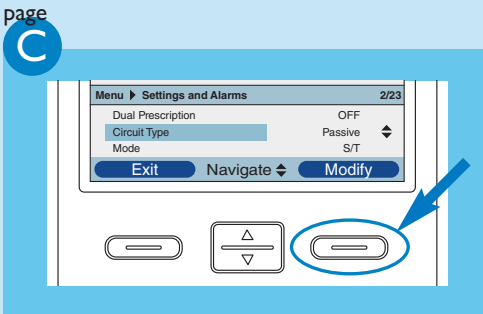 page
C
Menu ▶ Settings and Alarms 2/23
Dual Prescription OFF
Circuit Type Passive
Mode S/T
Exit Navigate Modify